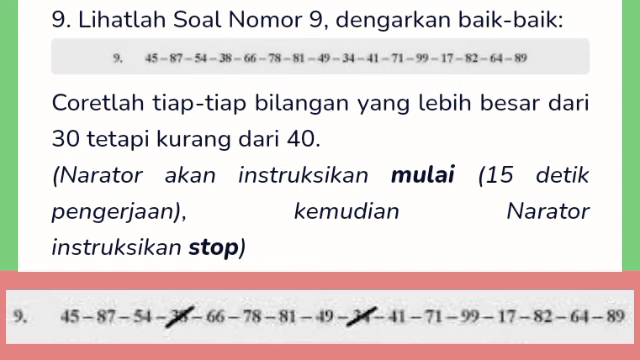 9. Lihatlah Soal Nomor 9, dengarkan baik-baik:
9. 45 – 87 – 54 – 38 – 66 – 78 – 81 – 49 – 34 – 41 – 71 – 99 – 17 – 82 – 64 – 89
Coretlah tiap-tiap bilangan yang lebih besar dari
30 tetapi kurang dari 40.
(Narator akan instruksikan mulai (15 detik
pengerjaan), kemudian Narator
instruksikan stop)
9. 45 – 87 – 54 – 38 – 66 – 78 – 81 – 49 – 34 – 41 – 71 – 99 – 17 – 82 – 64 – 89